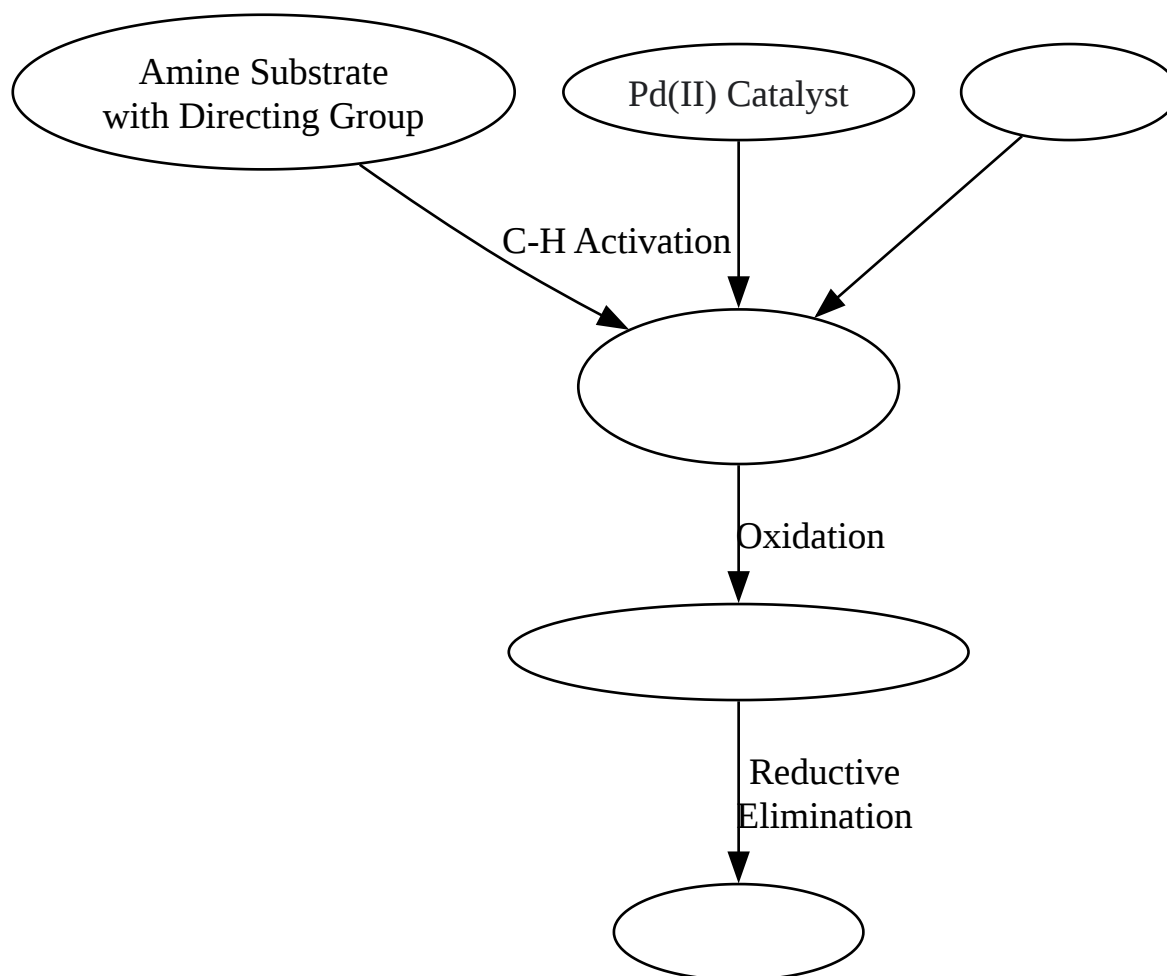 Amine Substrate
with Directing Group
Pd(II) Catalyst
C-H Activation
Oxidation
Reductive
Elimination